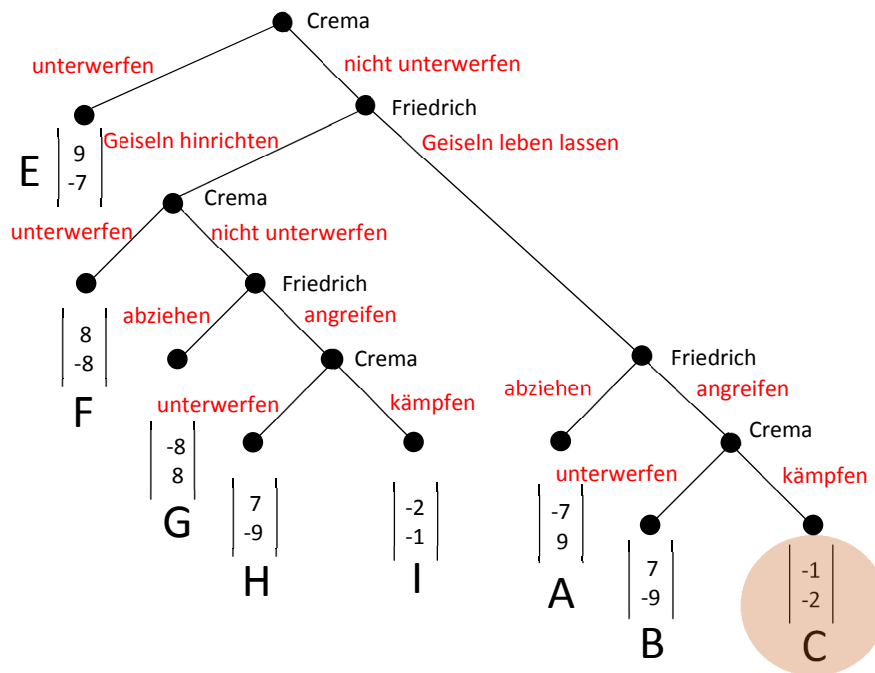 Crema
unterwerfen
nicht unterwerfen
Friedrich
Geiseln hinrichten
Geiseln leben lassen
E
9
-7
Crema
unterwerfen
nicht unterwerfen
Friedrich
abziehen
angreifen
8
-8
F
Crema
unterwerfen
kämpfen
-8
8
G
7
-9
H
-2
-1
I
Friedrich
abziehen
angreifen
Crema
unterwerfen
kämpfen
-7
9
A
7
-9
B
-1
-2
C